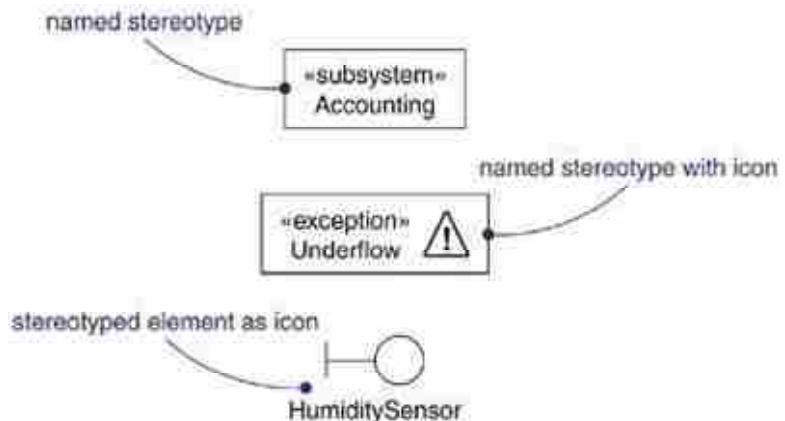 named stereotype
«subsystem»
Accounting
named stereotype with icon
«exception»
Underflow
!
stereotyped element as icon
HumiditySensor